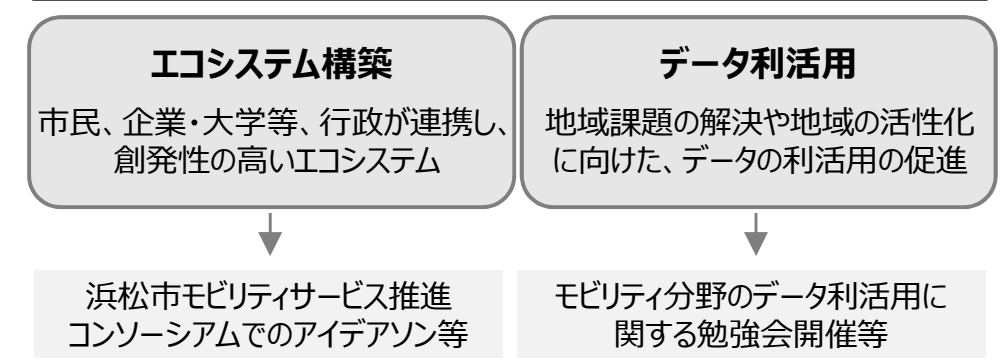 エコシステム構築
市民、企業・大学等、行政が連携し、
創発性の高いエコシステム
データ利活用
地域課題の解決や地域の活性化
に向けた、データの利活用の促進
浜松市モビリティサービス推進
コンソーシアムでのアイデアソン等
モビリティ分野のデータ利活用に
関する勉強会開催等